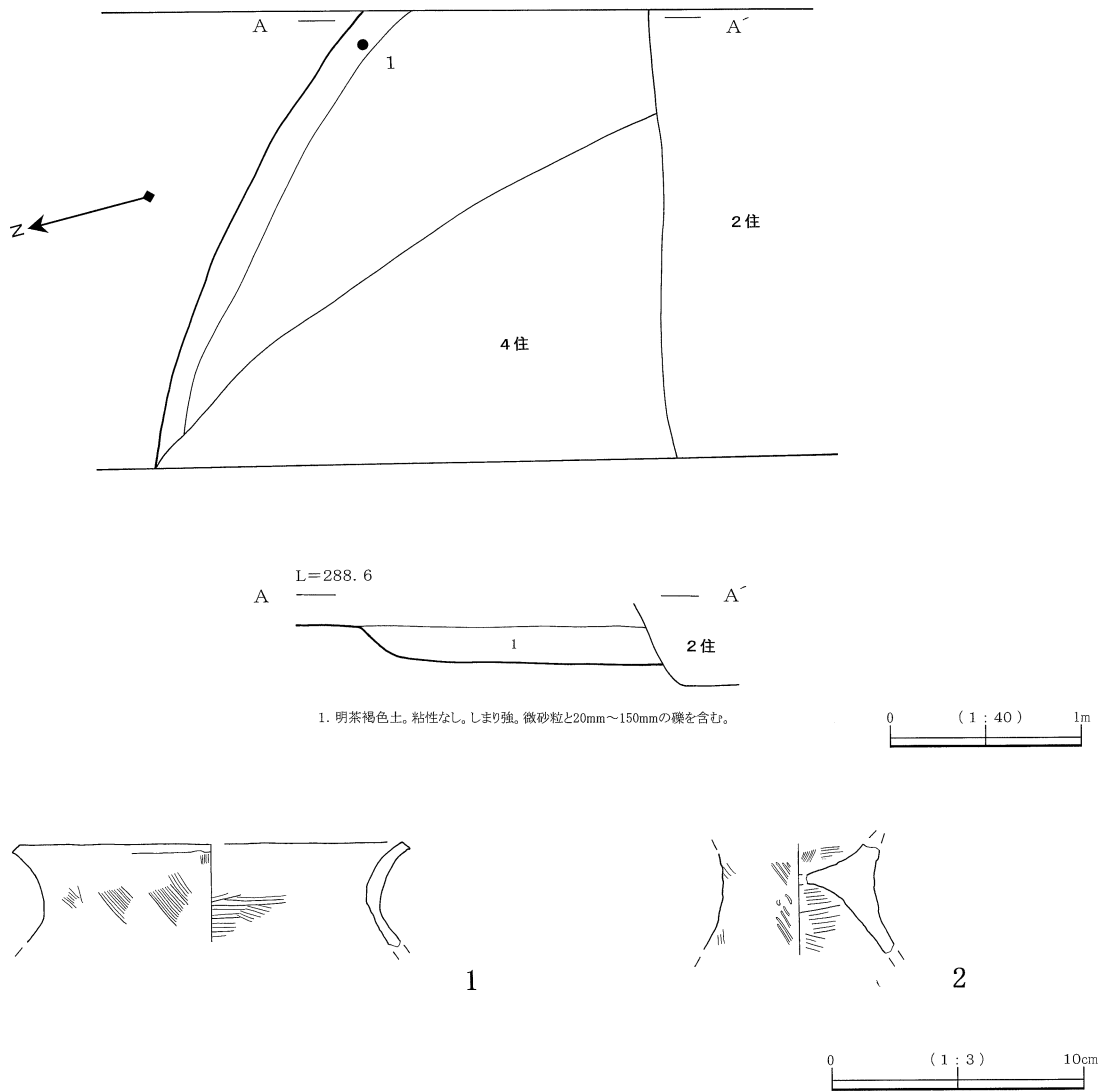 A A´
1
N
2住
4住
L=288.6
A A´
1 2住
1. 明茶褐色土。粘性なし。しまり強。微砂粒と20mm～150mmの礫を含む。
0 (1:40) 1m
1 2
0 (1:3) 10cm